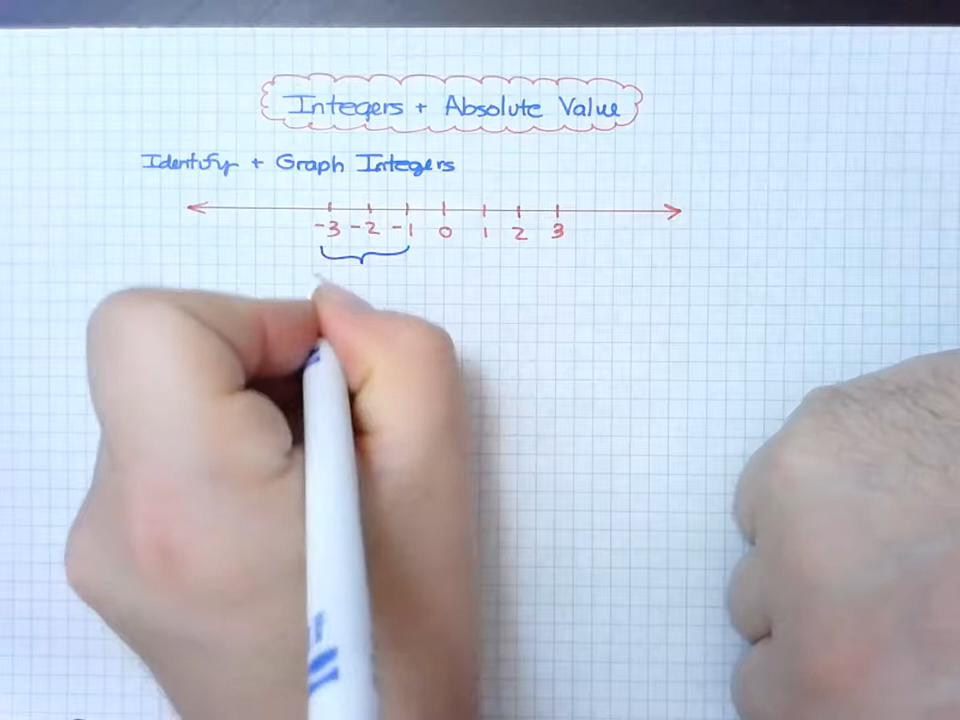 Integers + Absolute Value
Identify + Graph Integers
-3 -2 -1 0 1 2 3